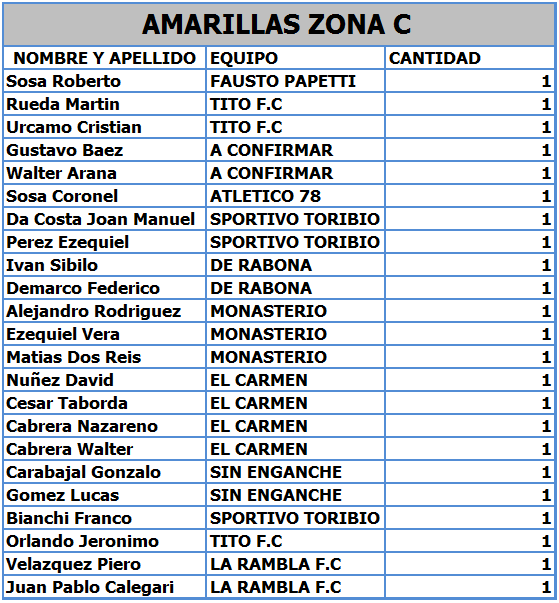 AMARILLAS ZONA C
NOMBRE Y APELLIDO EQUIPO CANTIDAD
Sosa Roberto FAUSTO PAPETTI 1
Rueda Martin TITO F.C 1
Urcamo Cristian TITO F.C 1
Gustavo Baez A CONFIRMAR 1
Walter Arana A CONFIRMAR 1
Sosa Coronel ATLETICO 78 1
Da Costa Joan Manuel SPORTIVO TORIBIO 1
Perez Ezequiel SPORTIVO TORIBIO 1
Ivan Sibilo DE RABONA 1
Demarco Federico DE RABONA 1
Alejandro Rodriguez MONASTERIO 1
Ezequiel Vera MONASTERIO 1
Matias Dos Reis MONASTERIO 1
Nuñez David EL CARMEN 1
Cesar Taborda EL CARMEN 1
Cabrera Nazareno EL CARMEN 1
Cabrera Walter EL CARMEN 1
Carabajal Gonzalo SIN ENGANCHE 1
Gomez Lucas SIN ENGANCHE 1
Bianchi Franco SPORTIVO TORIBIO 1
Orlando Jeronimo TITO F.C 1
Velazquez Piero LA RAMBLA F.C 1
Juan Pablo Calegari LA RAMBLA F.C 1